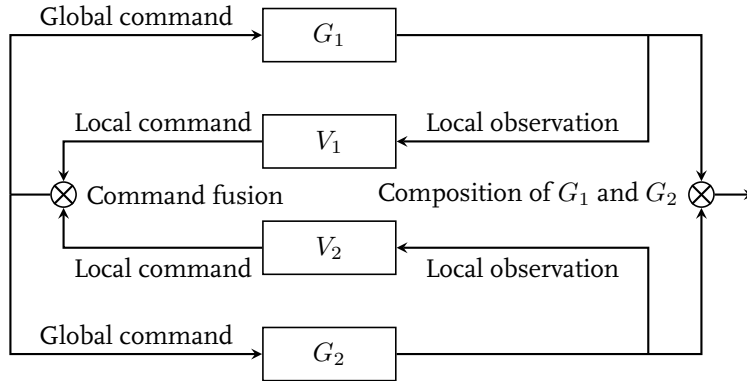 Global command
G₁
Local command
V₁
Local observation
Command fusion
Composition of G₁ and G₂
Local command
V₂
Local observation
Global command
G₂